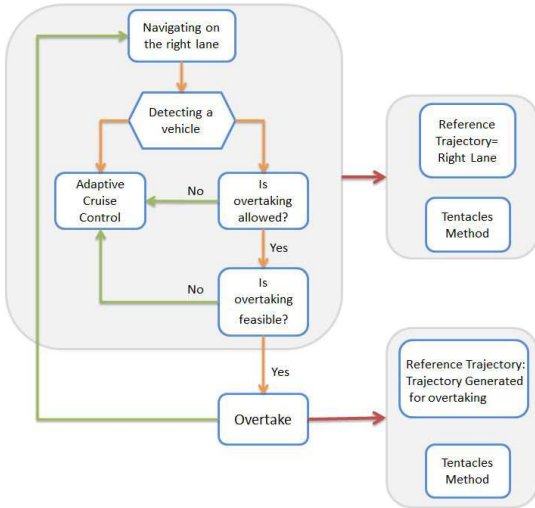 Navigating on
the right lane
Detecting a
vehicle
Adaptive
Cruise
Control
No
Is
overtaking
allowed?
Yes
No
Is
overtaking
feasible?
Yes
Overtake
Reference
Trajectory=
Right Lane
Tentacles
Method
Reference Trajectory:
Trajectory Generated
for overtaking
Tentacles
Method